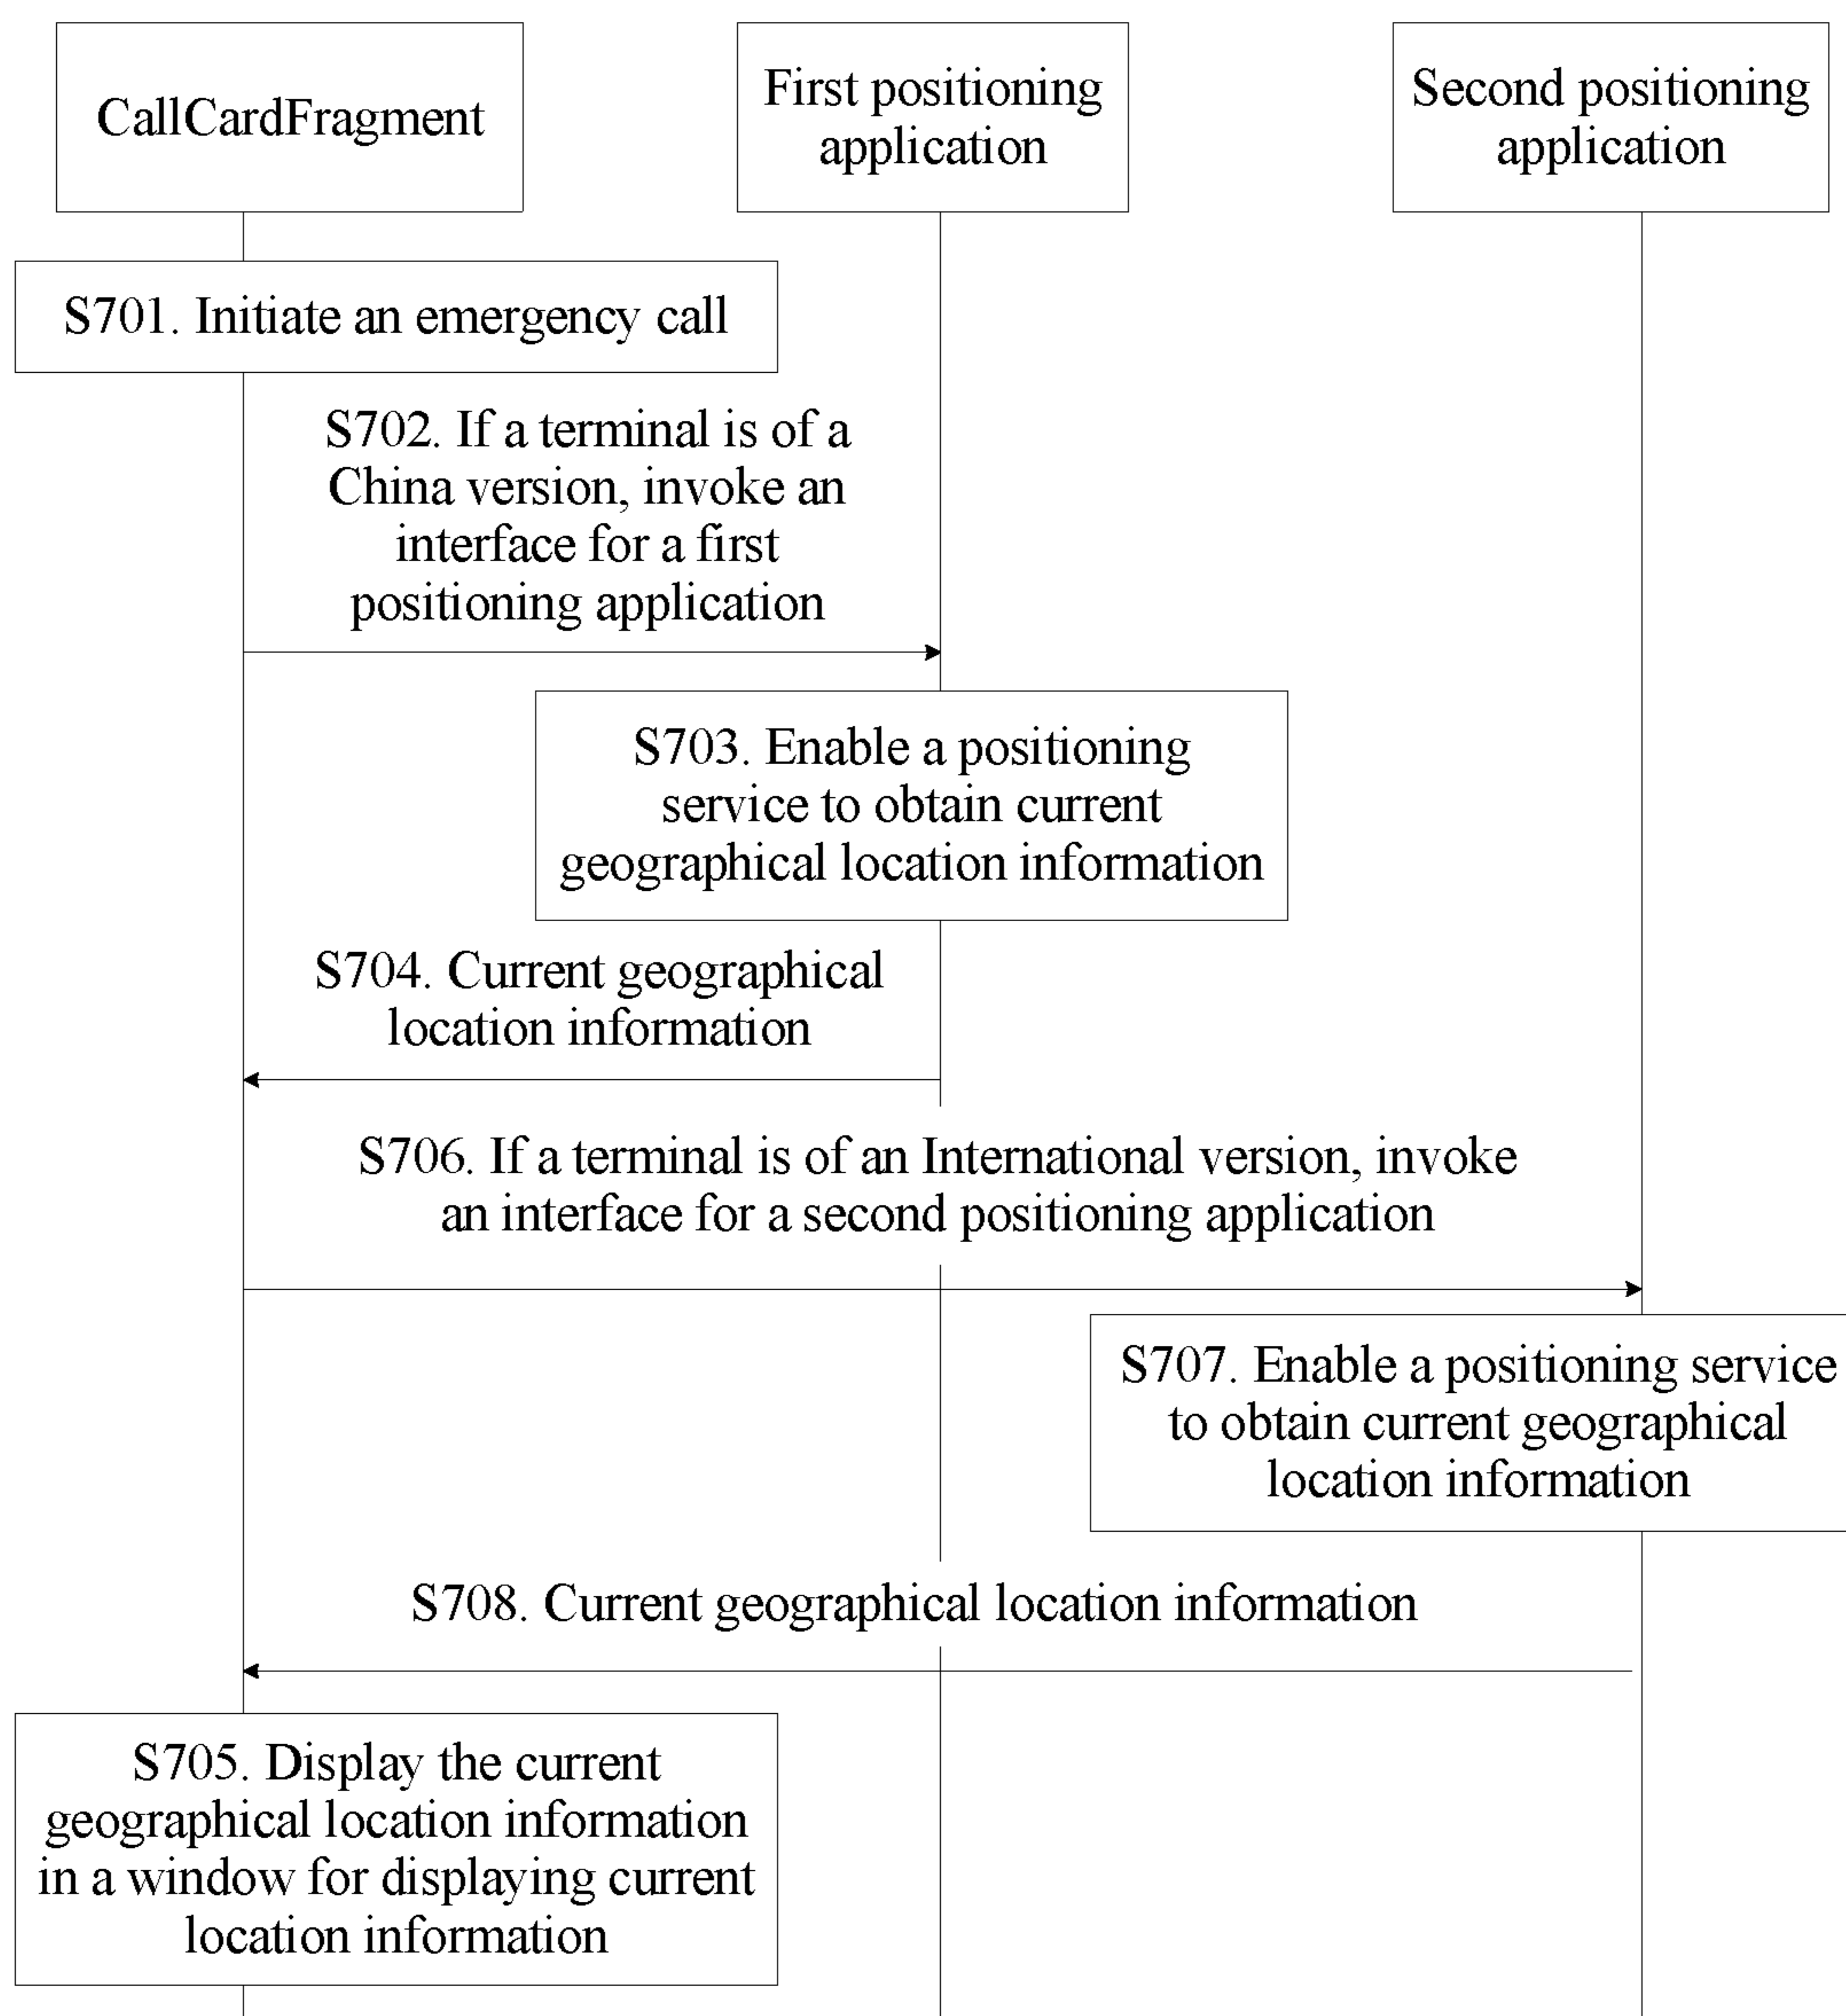 CallCardFragment
First positioning
application
Second positioning
application
S701. Initiate an emergency call
S702. If a terminal is of a
China version, invoke an
interface for a first
positioning application
S703. Enable a positioning
service to obtain current
geographical location information
S704. Current geographical
location information
S706. If a terminal is of an International version, invoke
an interface for a second positioning application
S707. Enable a positioning service
to obtain current geographical
location information
S708. Current geographical location information
S705. Display the current
geographical location information
in a window for displaying current
location information